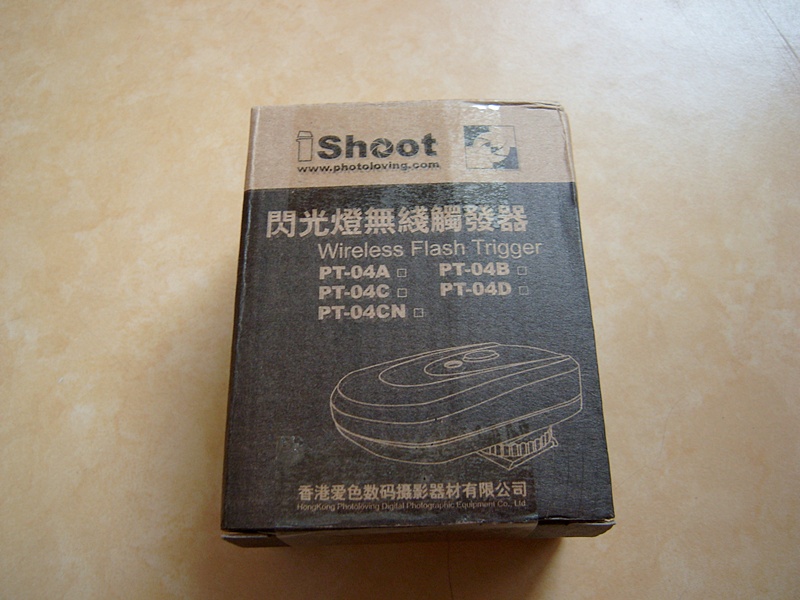 iShoot
www.photoloving.com
閃光燈無綫觸發器
Wireless Flash Trigger
PT-04A □ PT-04B □
PT-04C □ PT-04D □
PT-04CN □
香港愛色数码攝影器材有限公司
HongKong Photoloving Digital Photographic Equipment Co., Ltd